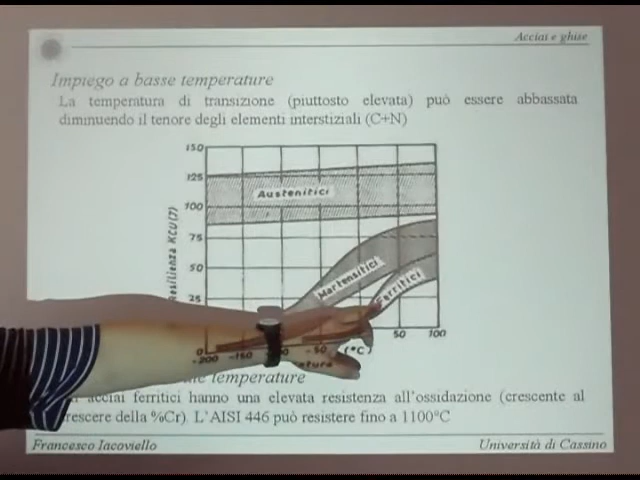 Acciai e ghise
Impiego a basse temperature
La temperatura di transizione (piuttosto elevata) può essere abbassata
diminuendo il tenore degli elementi interstiziali (C+N)
150
125
100
75
50
25
0
Resilienza KCU(J)
Austenitici
Martensitici
Ferritici
-200 -150 -50 50 100
(°C)
temperature
acciai ferritici hanno una elevata resistenza all'ossidazione (crescente al
crescere della %Cr). L'AISI 446 può resistere fino a 1100°C
Francesco Iacoviello
Università di Cassino